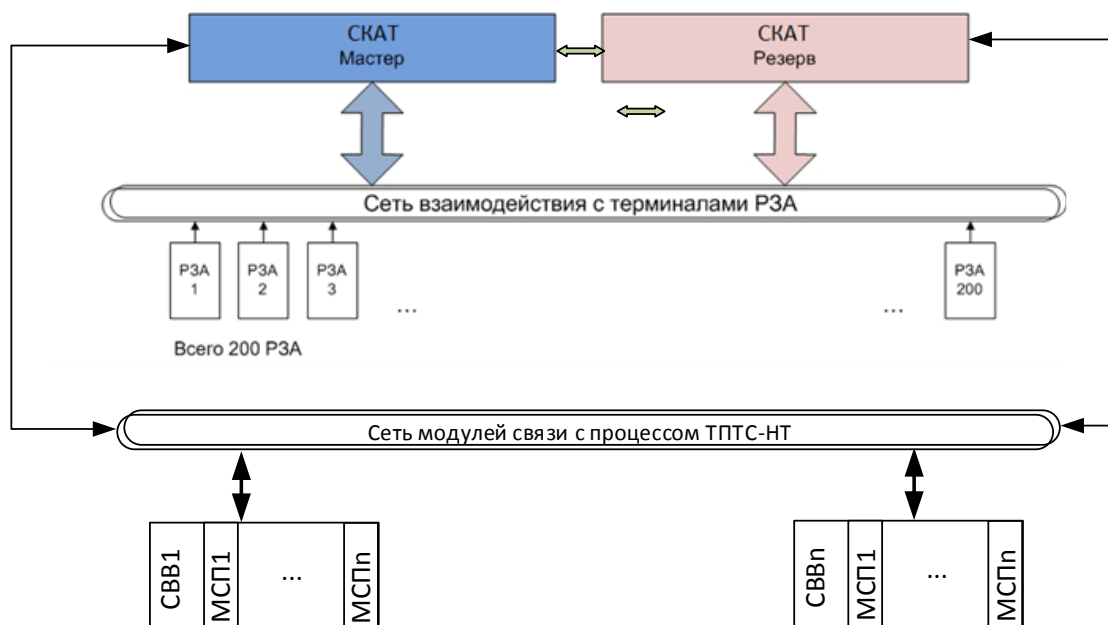 СКАТ
Мастер
СКАТ
Резерв
Сеть взаимодействия с терминалами РЗА
РЗА
1
РЗА
2
РЗА
3
...
...
РЗА
200
Всего 200 РЗА
Сеть модулей связи с процессом ТПТС-НТ
СВВ1
МСП1
...
МСПn
СВВn
МСП1
...
МСПn